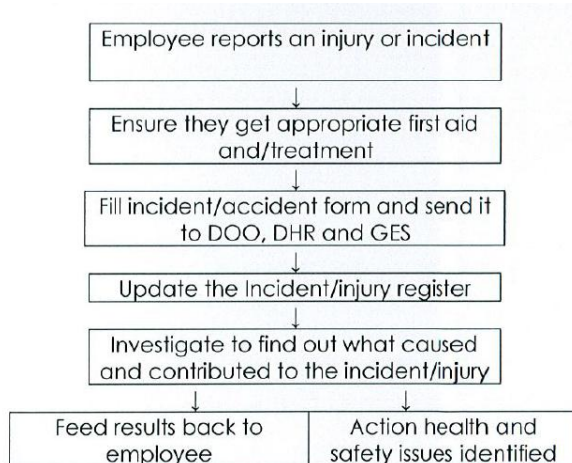 Employee reports an injury or incident
Ensure they get appropriate first aid
and/treatment
Fill incident/accident form and send it
to DOO, DHR and GES
Update the Incident/injury register
Investigate to find out what caused
and contributed to the incident/injury
Feed results back to
employee
Action health and
safety issues identified